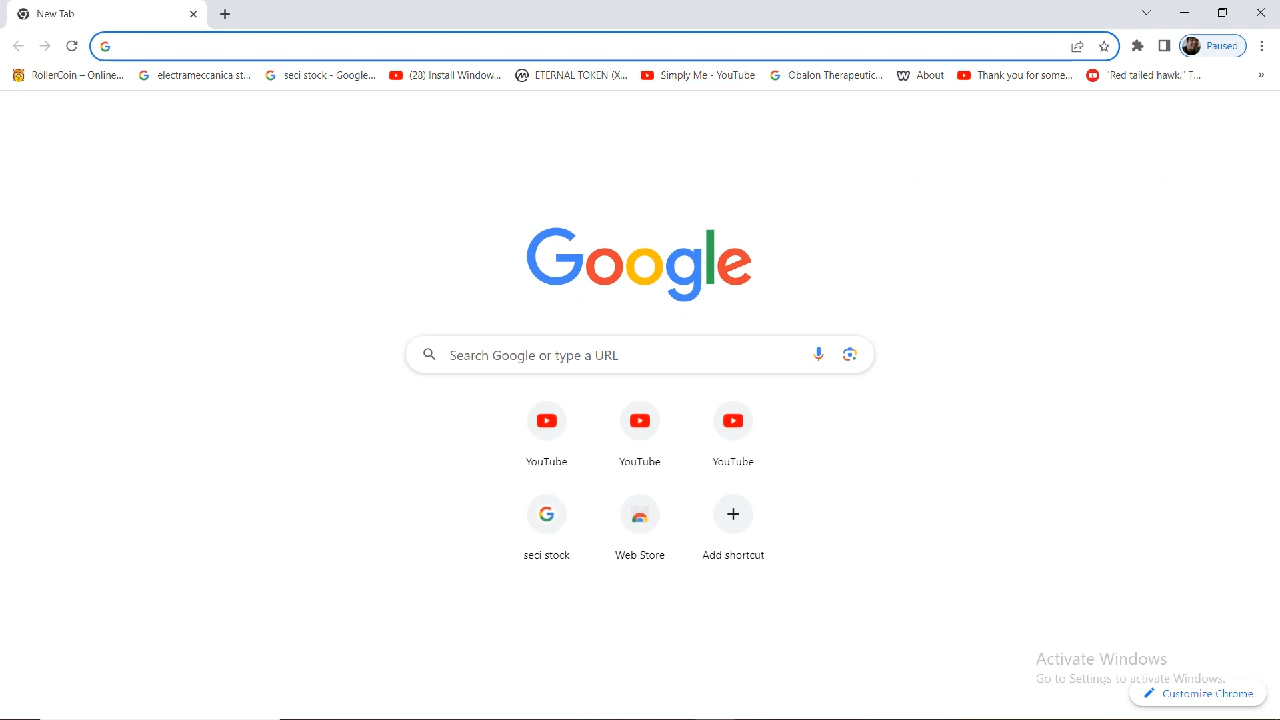 New Tab
Paused
RollerCoin – Online...
electrameccanica st...
seci stock - Google...
(28) Install Window...
ETERNAL TOKEN (X...
Simply Me - YouTube
Obalon Therapeutic...
About
Thank you for some...
"Red tailed hawk." T...
»
Google
Search Google or type a URL
YouTube
YouTube
YouTube
seci stock
Web Store
Add shortcut
Activate Windows
Go to Settings to activate Windows.
Customize Chrome